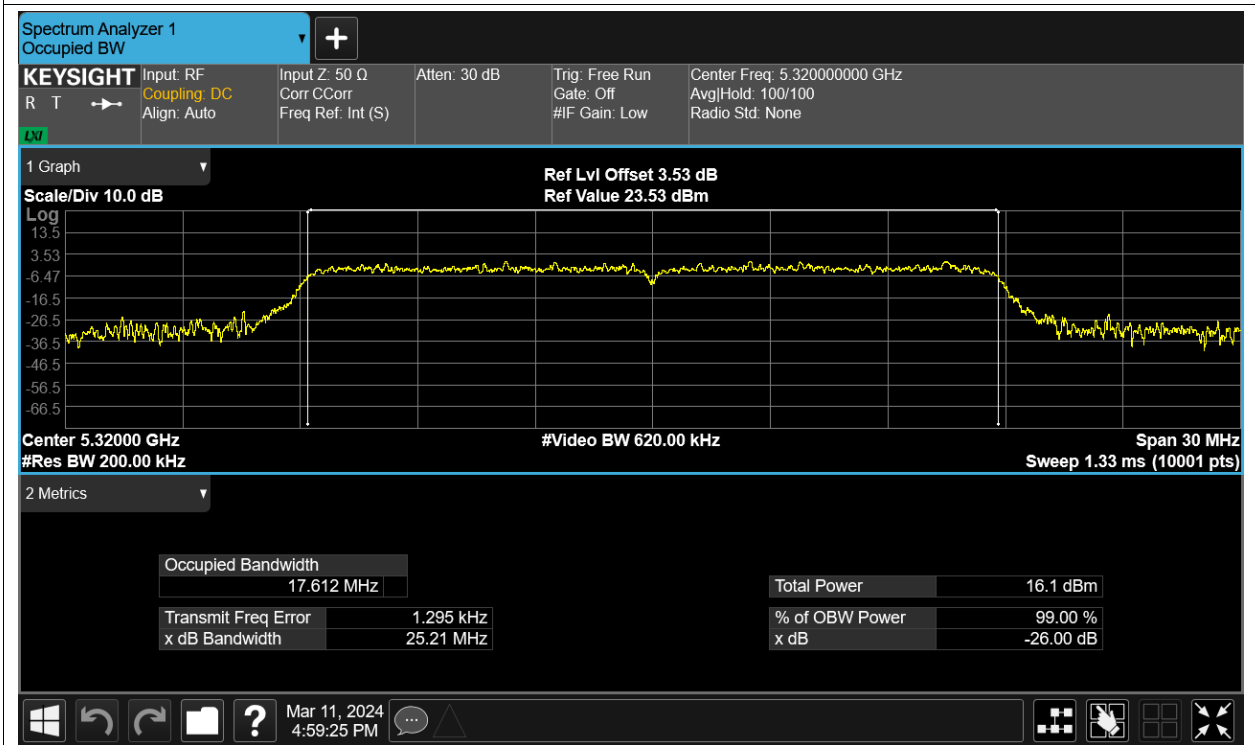 Spectrum Analyzer 1
Occupied BW
KEYSIGHT
R T
LXI
Input: RF
Coupling: DC
Align: Auto
Input Z: 50 Ω
Corr CCorr
Freq Ref: Int (S)
Atten: 30 dB
Trig: Free Run
Gate: Off
#IF Gain: Low
Center Freq: 5.320000000 GHz
Avg|Hold: 100/100
Radio Std: None
1 Graph
Scale/Div 10.0 dB
Ref Lvl Offset 3.53 dB
Ref Value 23.53 dBm
Log
13.5
3.53
-6.47
-16.5
-26.5
-36.5
-46.5
-56.5
-66.5
Center 5.32000 GHz
#Res BW 200.00 kHz
#Video BW 620.00 kHz
Span 30 MHz
Sweep 1.33 ms (10001 pts)
2 Metrics
Occupied Bandwidth
17.612 MHz
Transmit Freq Error 1.295 kHz
x dB Bandwidth 25.21 MHz
Total Power 16.1 dBm
% of OBW Power 99.00 %
x dB -26.00 dB
?
Mar 11, 2024
4:59:25 PM